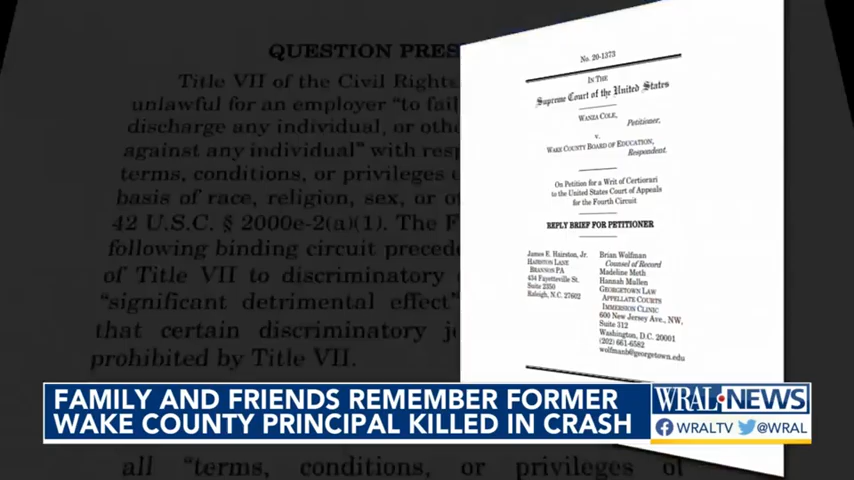 QUESTION PRES
Title VII of the Civil Rights
unlawful for an employer "to fail
discharge any individual, or othe
against any individual" with resp
terms, conditions, or privileges
basis of race, religion, sex, or
42 U.S.C. § 2000e-2(a)(1). The F
following binding circuit precede
of Title VII to discriminatory
"significant detrimental effect"
that certain discriminatory j
prohibited by Title VII.
all "terms, conditions, or privileges of
No. 20-1373
IN THE
Supreme Court of the United States
WANZA COLE,
Petitioner,
v.
WAKE COUNTY BOARD OF EDUCATION,
Respondent.
On Petition for a Writ of Certiorari
to the United States Court of Appeals
for the Fourth Circuit
REPLY BRIEF FOR PETITIONER
James E. Hairston, Jr.
HAIRSTON LANE
BRANNON PA
434 Fayetteville St.
Suite 2350
Raleigh, N.C. 27602
Brian Wolfman
Counsel of Record
Madeline Meth
Hannah Mullen
GEORGETOWN LAW
APPELLATE COURTS
IMMERSION CLINIC
600 New Jersey Ave., NW,
Suite 312
Washington, D.C. 20001
(202) 661-6582
wolfmanb@georgetown.edu
FAMILY AND FRIENDS REMEMBER FORMER
WAKE COUNTY PRINCIPAL KILLED IN CRASH
WRAL NEWS
WRALTV @WRAL